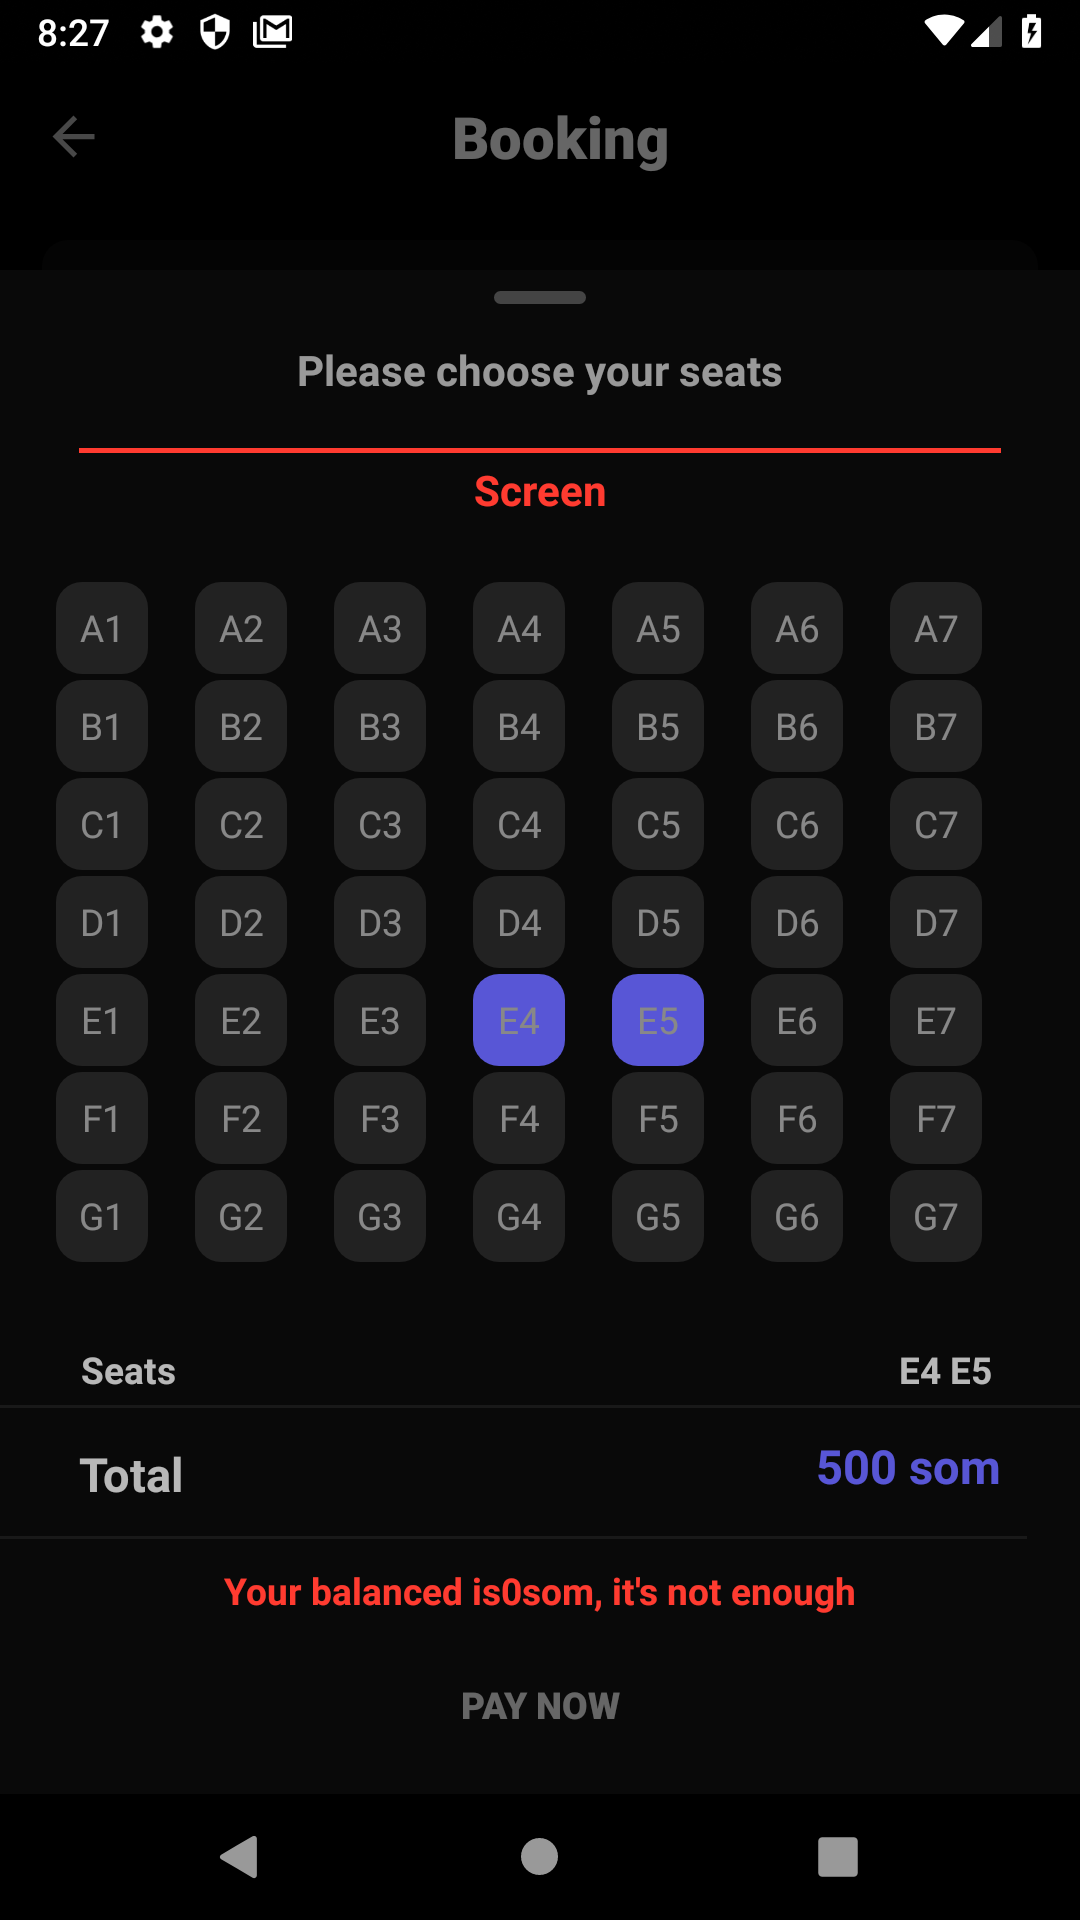 8:27
Booking
Please choose your seats
Screen
A1 A2 A3 A4 A5 A6 A7
B1 B2 B3 B4 B5 B6 B7
C1 C2 C3 C4 C5 C6 C7
D1 D2 D3 D4 D5 D6 D7
E1 E2 E3 E4 E5 E6 E7
F1 F2 F3 F4 F5 F6 F7
G1 G2 G3 G4 G5 G6 G7
Seats E4 E5
Total 500 som
Your balanced is0som, it's not enough
PAY NOW